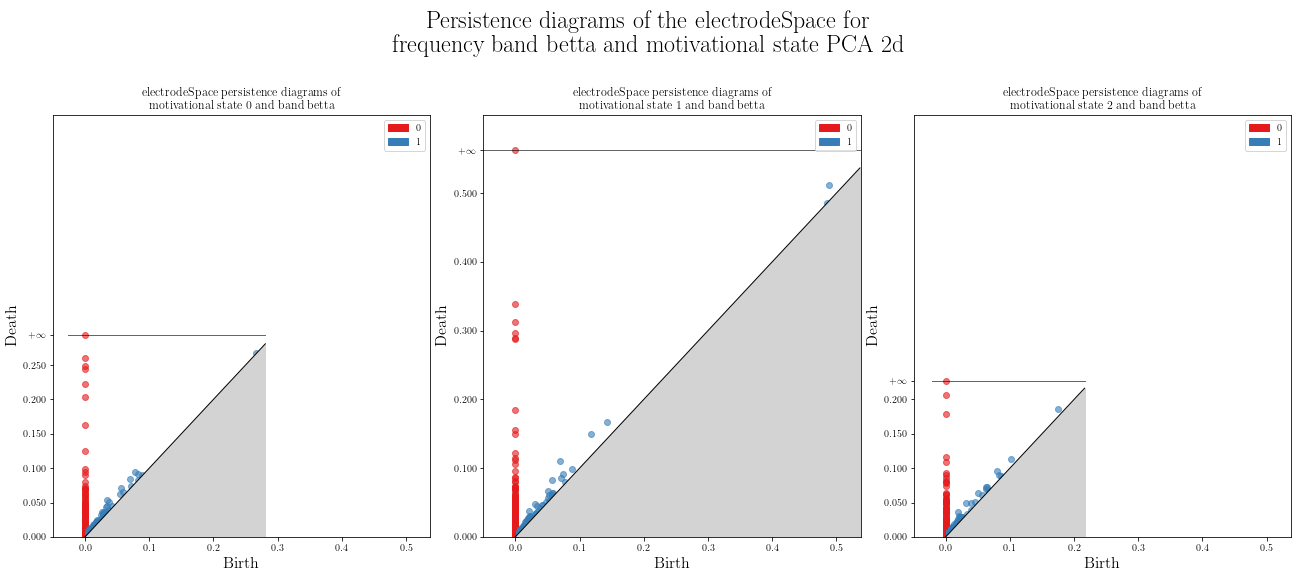 Persistence diagrams of the electrodeSpace for
frequency band betta and motivational state PCA 2d
electrodeSpace persistence diagrams of
motivational state 0 and band betta
0
1
Death
+∞
0.250
0.200
0.150
0.100
0.050
0.000
0.0 0.1 0.2 0.3 0.4 0.5
Birth
electrodeSpace persistence diagrams of
motivational state 1 and band betta
0
1
Death
+∞
0.500
0.400
0.300
0.200
0.100
0.000
0.0 0.1 0.2 0.3 0.4 0.5
Birth
electrodeSpace persistence diagrams of
motivational state 2 and band betta
0
1
Death
+∞
0.200
0.150
0.100
0.050
0.000
0.0 0.1 0.2 0.3 0.4 0.5
Birth